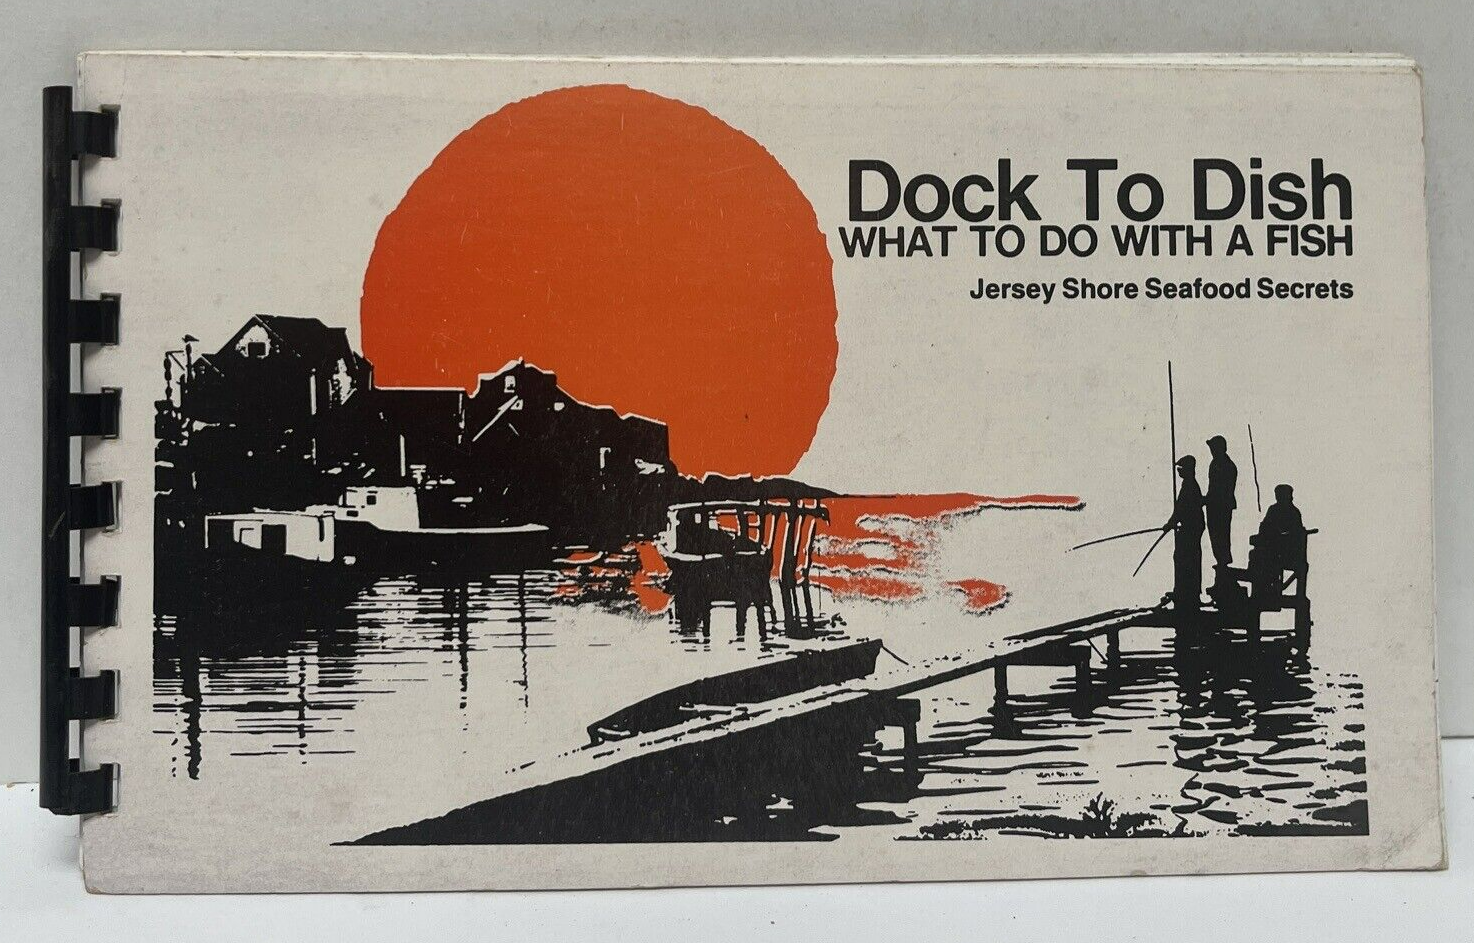 Dock To Dish
WHAT TO DO WITH A FISH
Jersey Shore Seafood Secrets